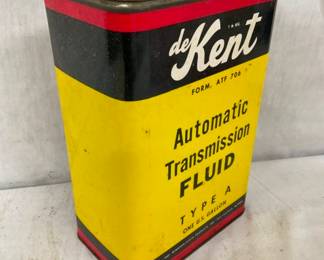 de Kent
FORM. ATF 706
Automatic
Transmission
FLUID
TYPE A
ONE U.S. GALLON